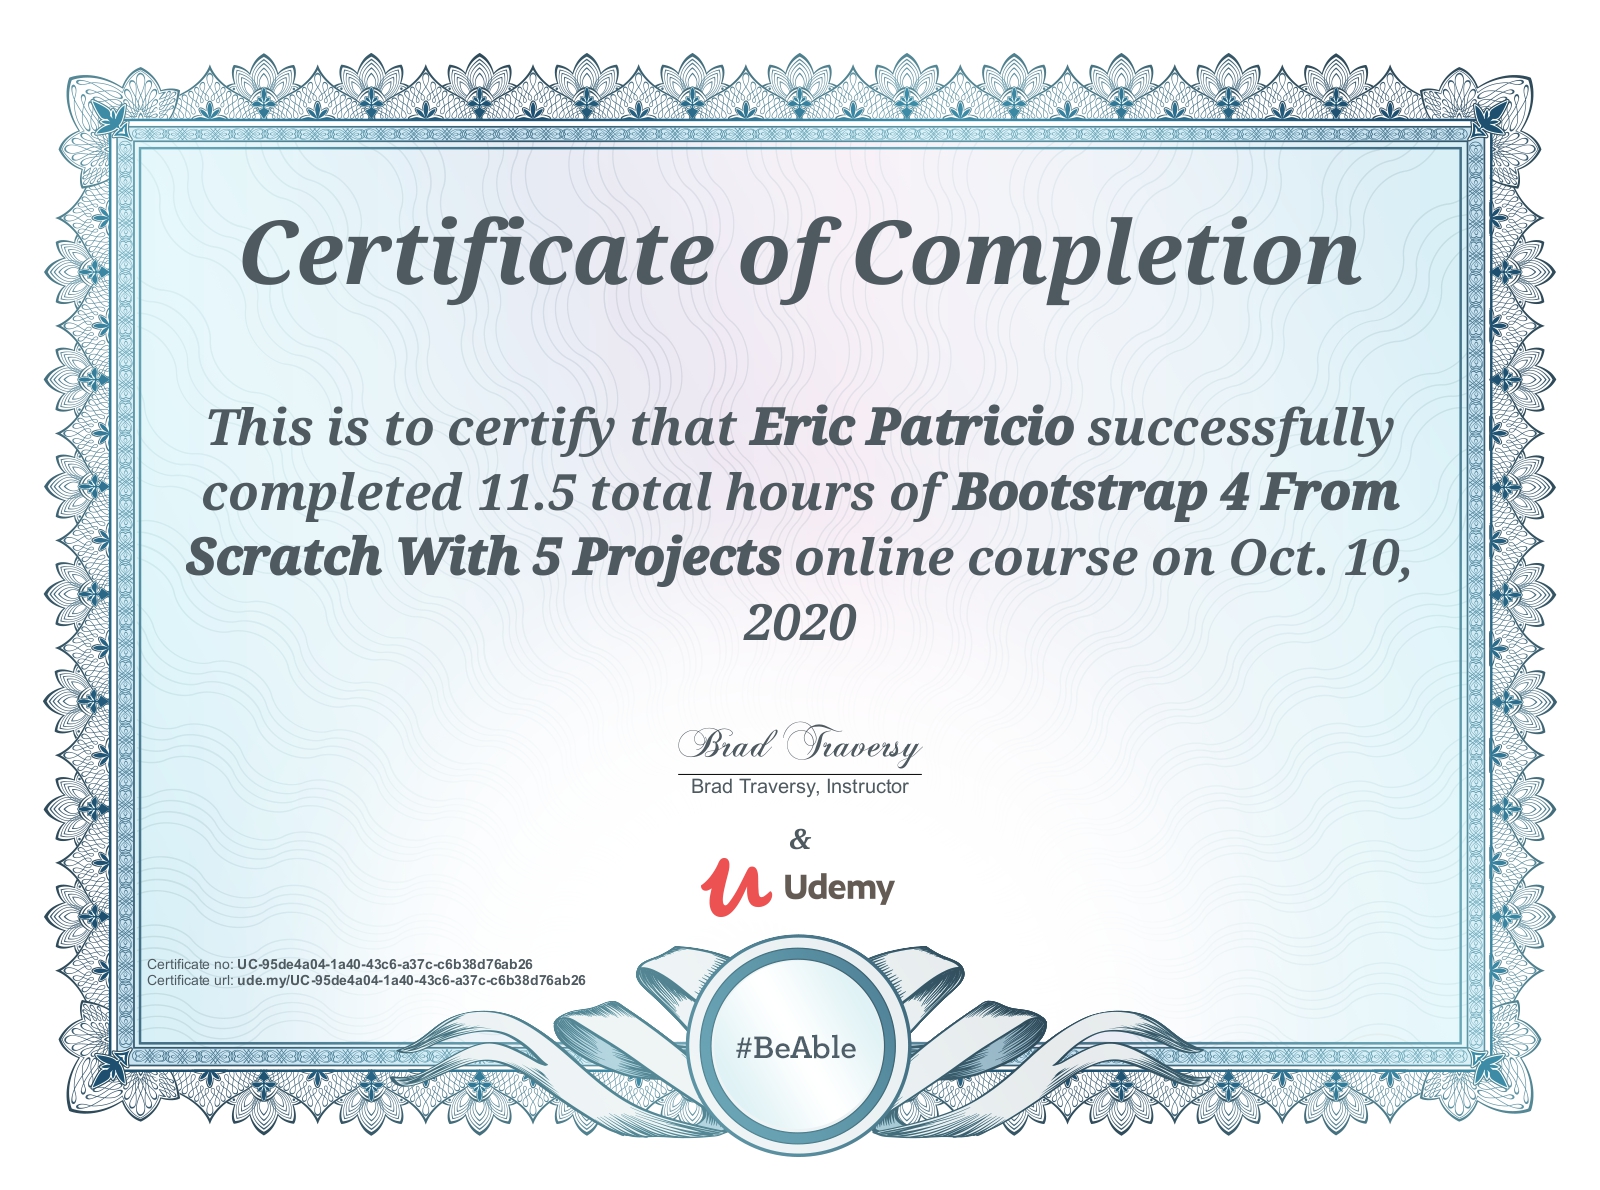 Certificate of Completion
This is to certify that Eric Patricio successfully
completed 11.5 total hours of Bootstrap 4 From
Scratch With 5 Projects online course on Oct. 10,
2020
Brad Traversy
Brad Traversy, Instructor
&
Udemy
Certificate no: UC-95de4a04-1a40-43c6-a37c-c6b38d76ab26
Certificate url: ude.my/UC-95de4a04-1a40-43c6-a37c-c6b38d76ab26
#BeAble